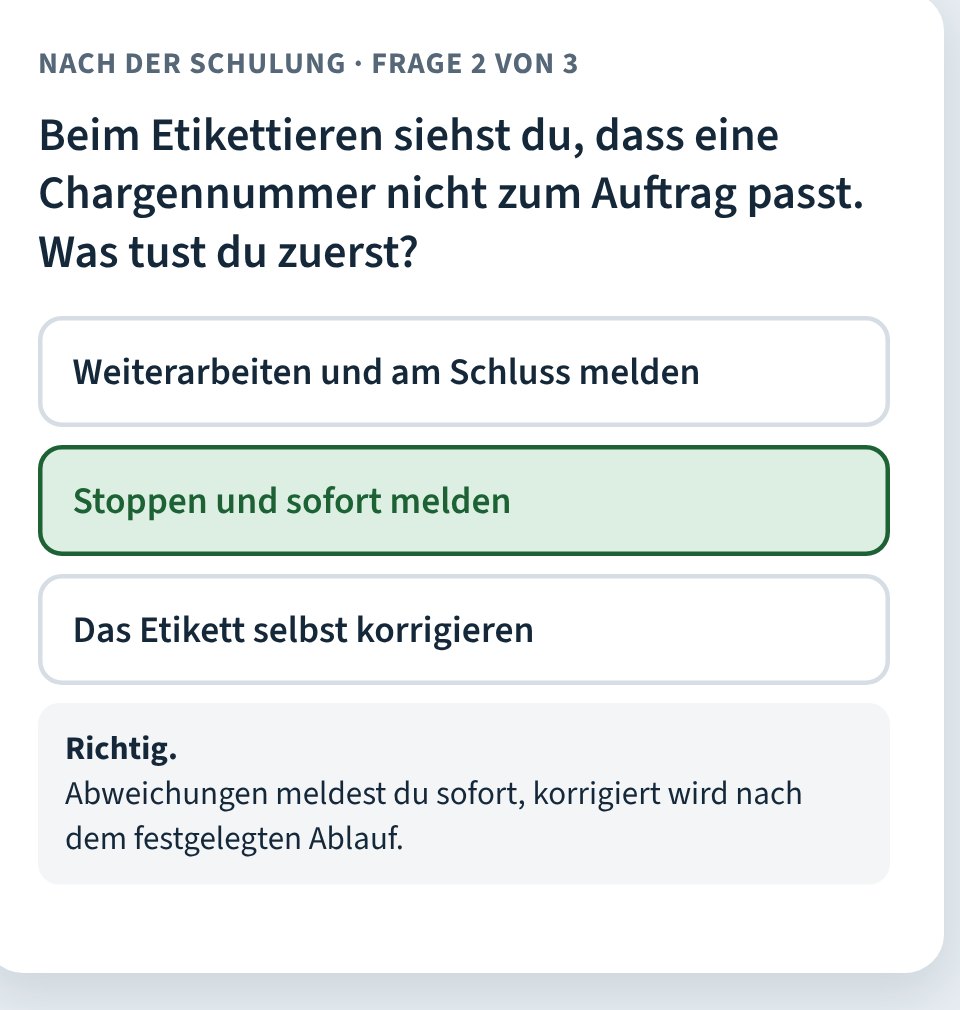 NACH DER SCHULUNG · FRAGE 2 VON 3
Beim Etikettieren siehst du, dass eine
Chargennummer nicht zum Auftrag passt.
Was tust du zuerst?
Weiterarbeiten und am Schluss melden
Stoppen und sofort melden
Das Etikett selbst korrigieren
Richtig.
Abweichungen meldest du sofort, korrigiert wird nach
dem festgelegten Ablauf.